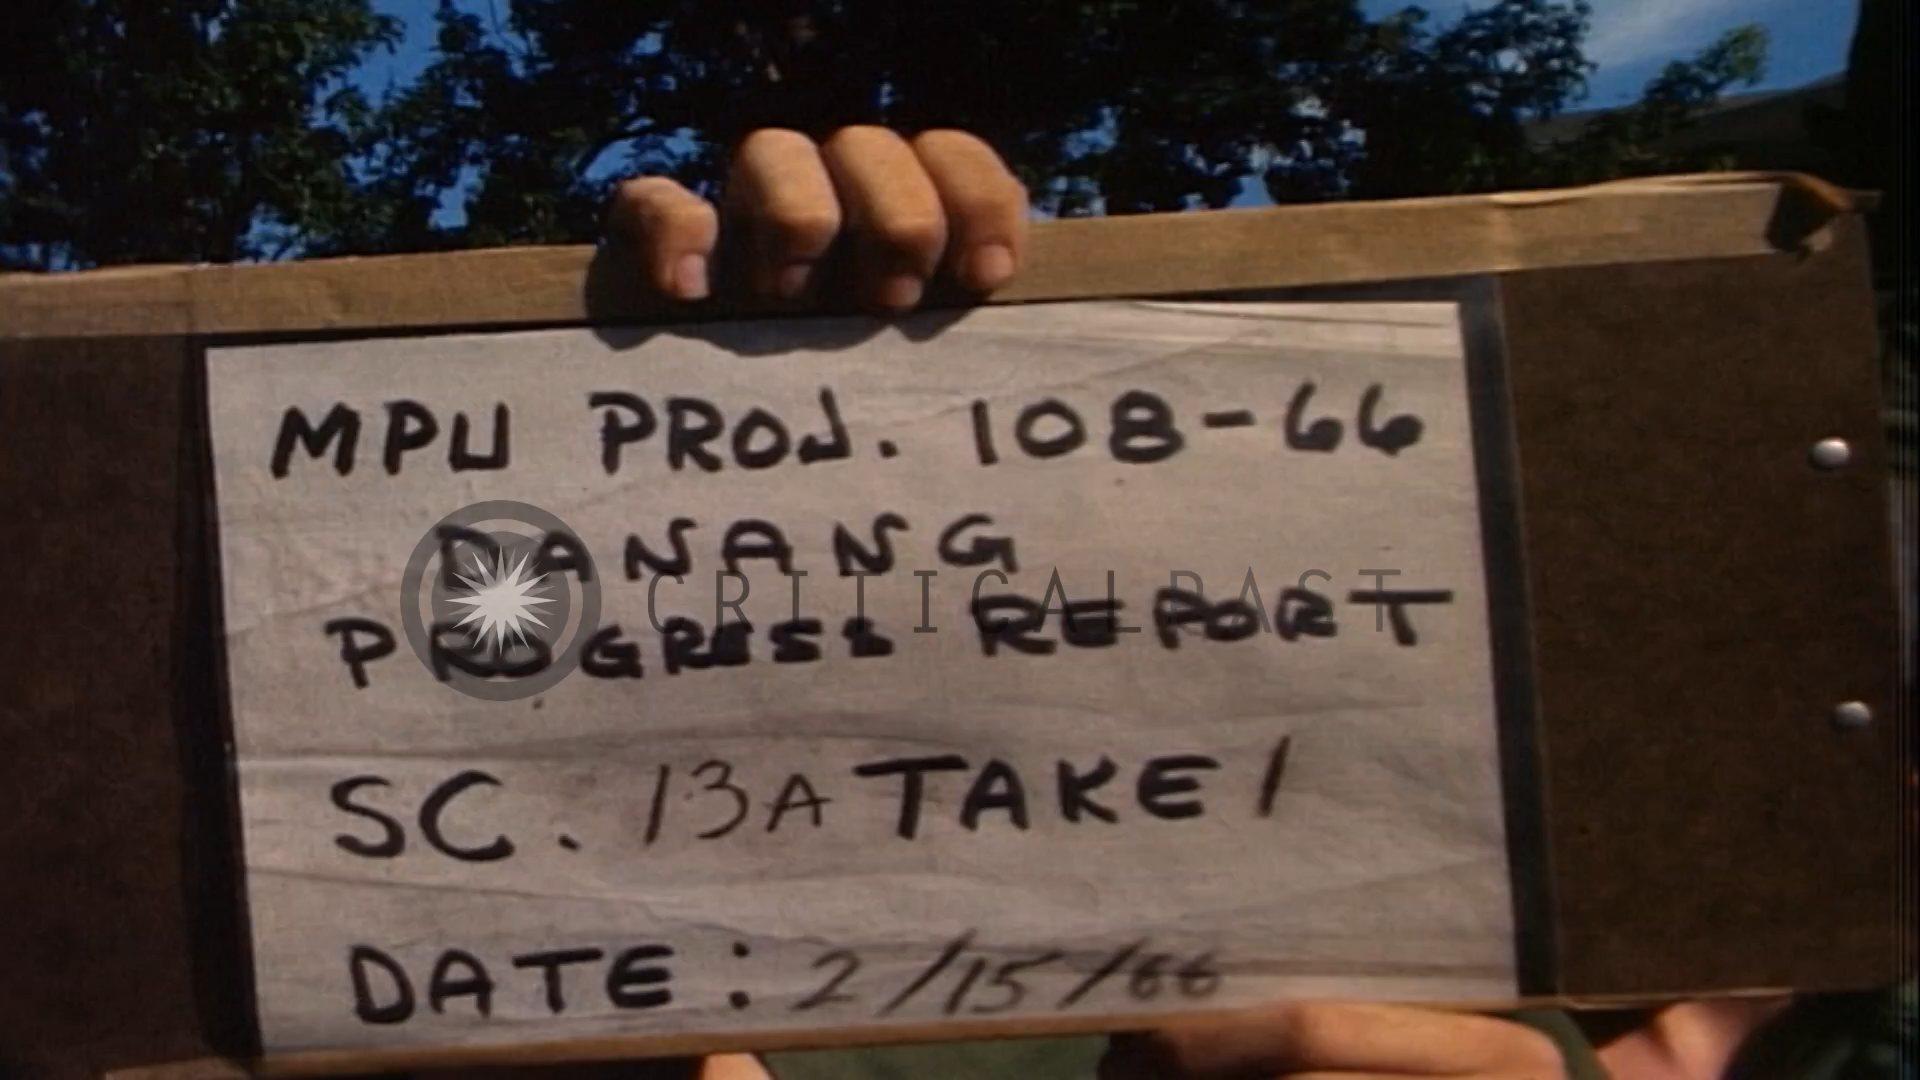 MPU PROJ. 108-66
DANANG
CRITICALPAST
PROGRESS REPORT
SC. 13A TAKE 1
DATE: 2/15/66